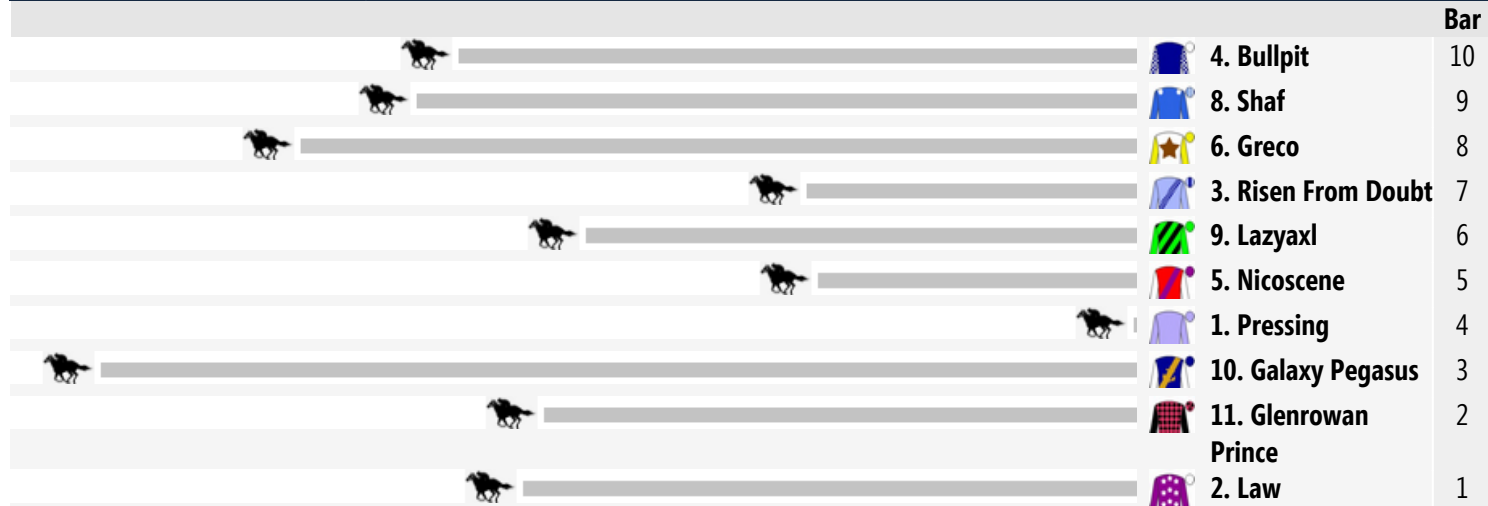 Bar
4. Bullpit 10
8. Shaf 9
6. Greco 8
3. Risen From Doubt 7
9. Lazyaxl 6
5. Nicoscene 5
1. Pressing 4
10. Galaxy Pegasus 3
11. Glenrowan 2
Prince
2. Law 1